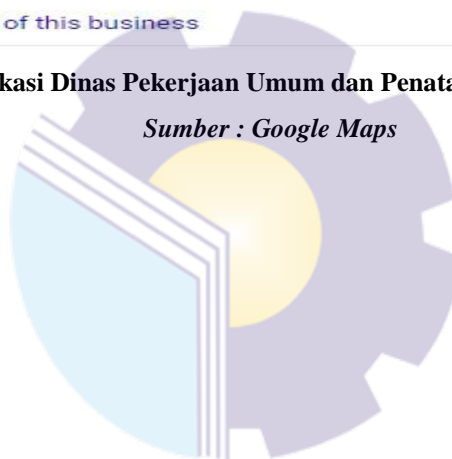 of this business
kasi Dinas Pekerjaan Umum dan Penata
Sumber : Google Maps